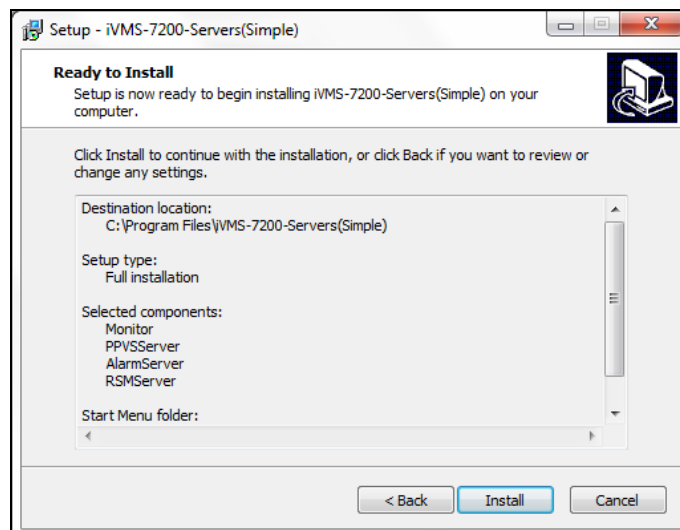 Setup - iVMS-7200-Servers(Simple)
Ready to Install
Setup is now ready to begin installing iVMS-7200-Servers(Simple) on your
computer.
Click Install to continue with the installation, or click Back if you want to review or
change any settings.
Destination location:
C:\Program Files\iVMS-7200-Servers(Simple)
Setup type:
Full installation
Selected components:
Monitor
PPVSServer
AlarmServer
RSMServer
Start Menu folder:
< Back
Install
Cancel